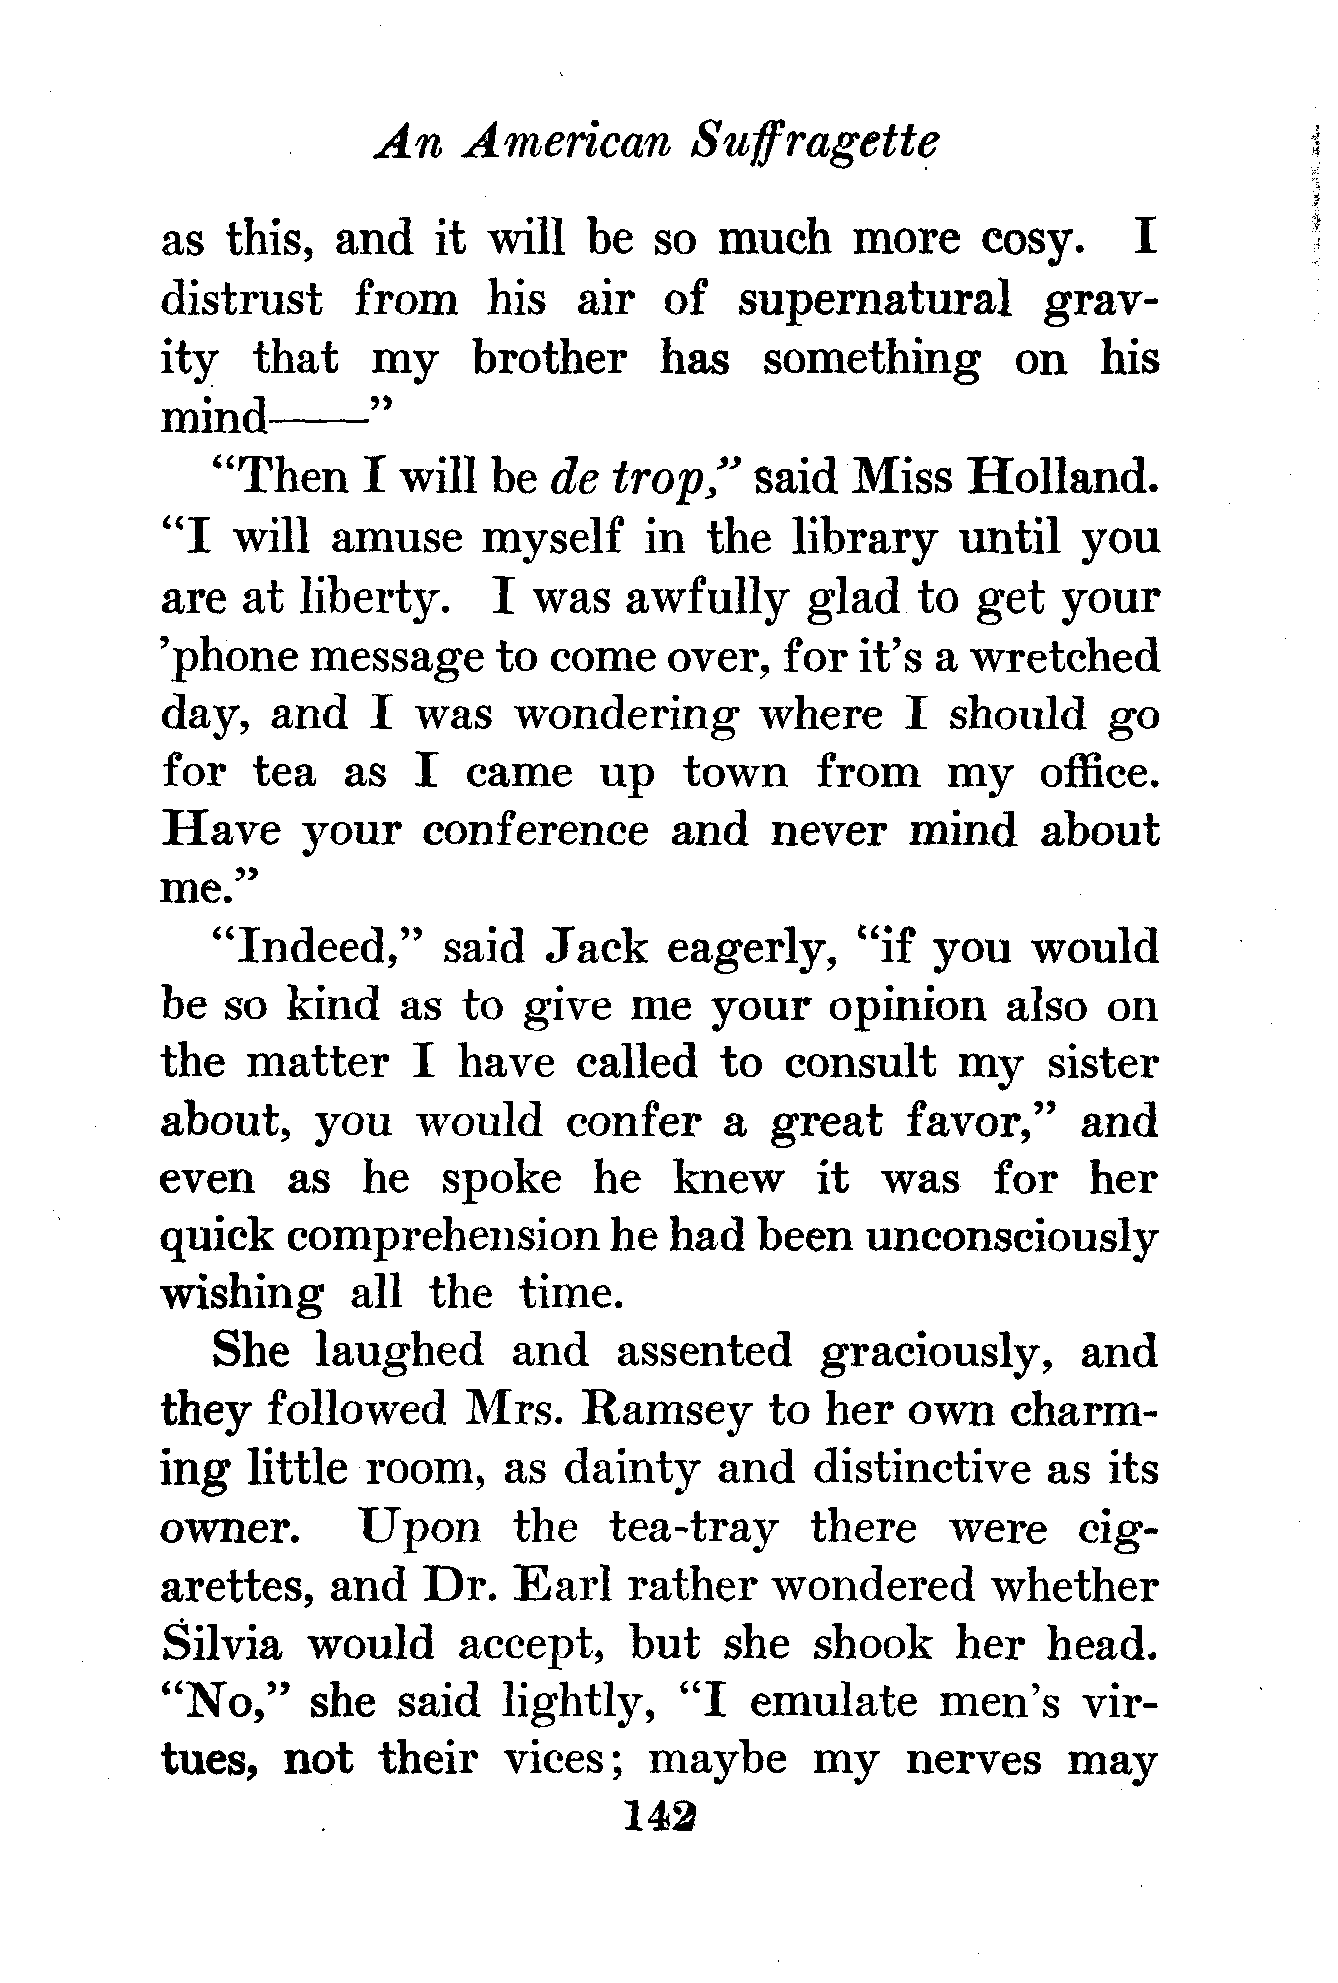 An American Suffragette
as this, and it will be so much more cosy. I
distrust from his air of supernatural grav-
ity that my brother has something on his
mind——”
“Then I will be de trop,” said Miss Holland.
“I will amuse myself in the library until you
are at liberty. I was awfully glad to get your
’phone message to come over, for it’s a wretched
day, and I was wondering where I should go
for tea as I came up town from my office.
Have your conference and never mind about
me.”
“Indeed,” said Jack eagerly, “if you would
be so kind as to give me your opinion also on
the matter I have called to consult my sister
about, you would confer a great favor,” and
even as he spoke he knew it was for her
quick comprehension he had been unconsciously
wishing all the time.
She laughed and assented graciously, and
they followed Mrs. Ramsey to her own charm-
ing little room, as dainty and distinctive as its
owner. Upon the tea-tray there were cig-
arettes, and Dr. Earl rather wondered whether
Silvia would accept, but she shook her head.
“No,” she said lightly, “I emulate men’s vir-
tues, not their vices; maybe my nerves may
142